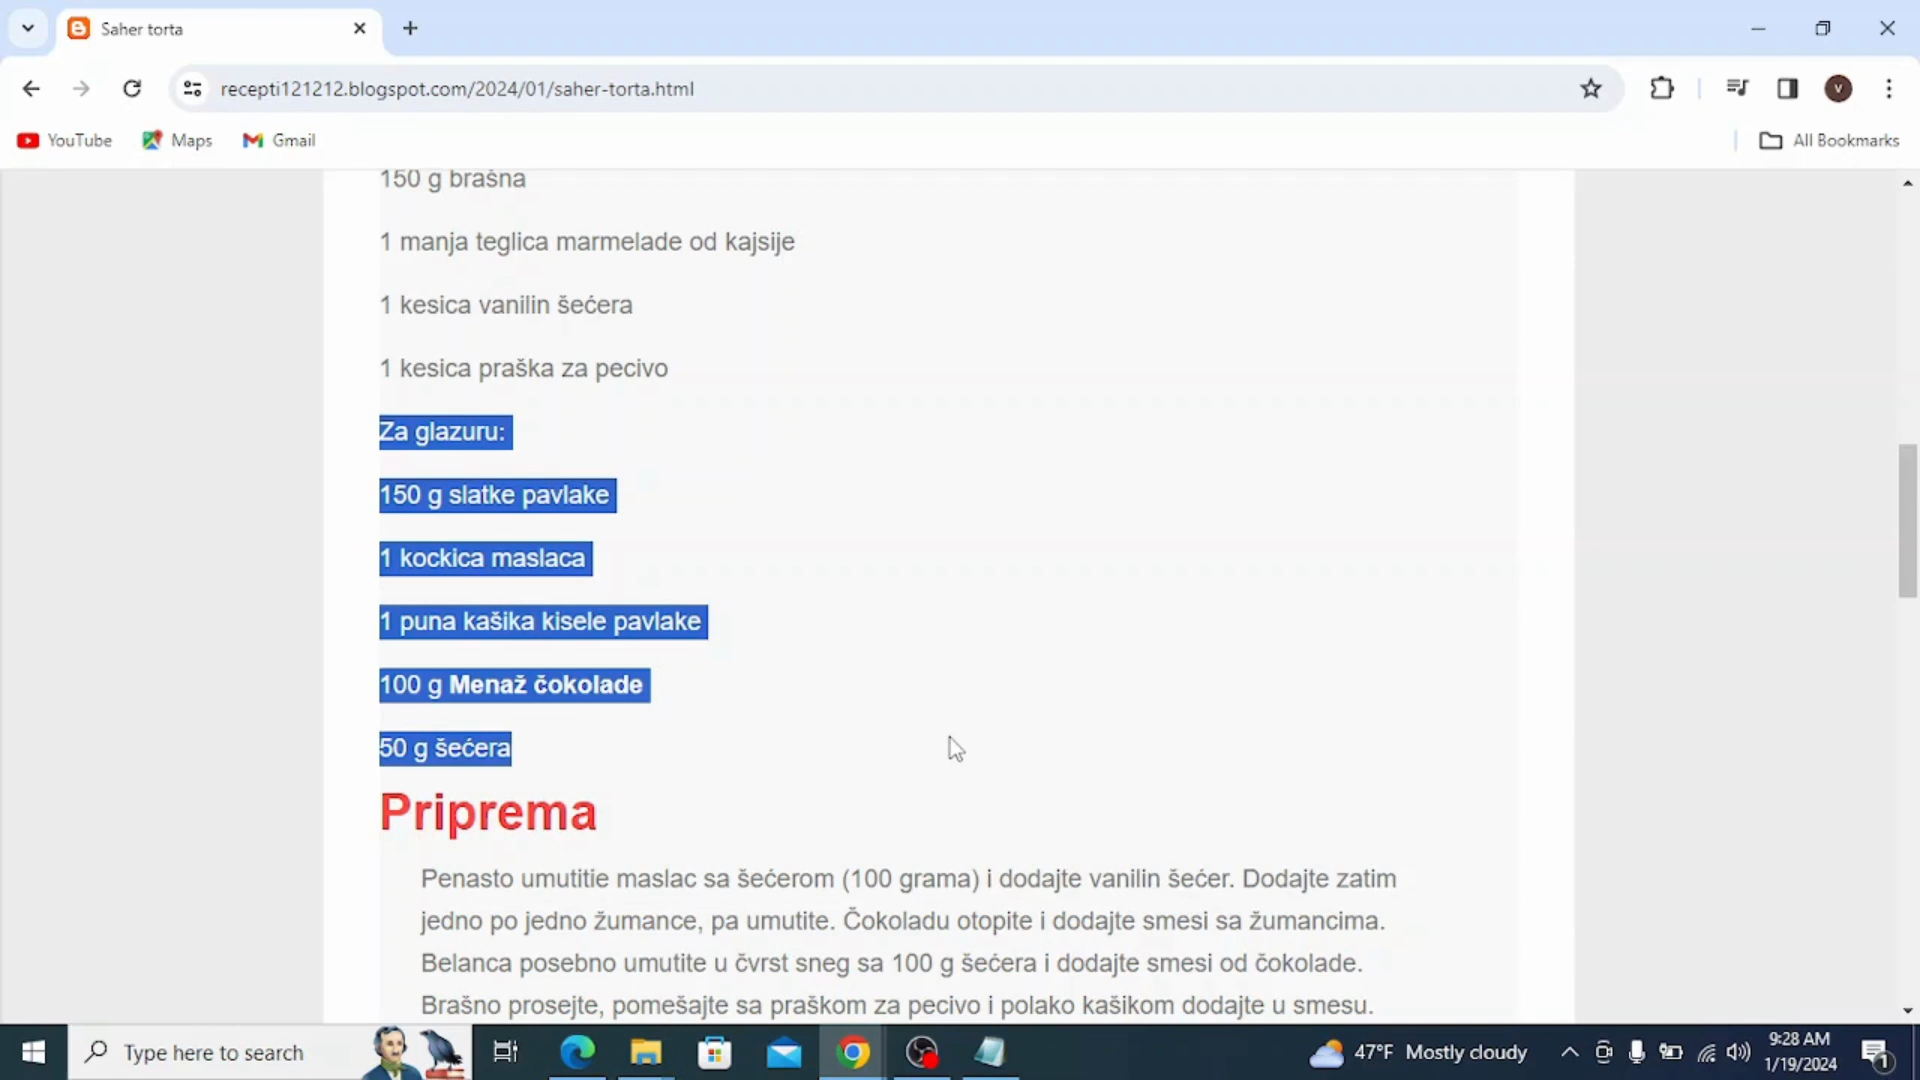 Saher torta
recepti121212.blogspot.com/2024/01/saher-torta.html
V
YouTube
Maps
Gmail
All Bookmarks
150 g brašna
1 manja teglica marmelade od kajsije
1 kesica vanilin šećera
1 kesica praška za pecivo
Za glazuru:
150 g slatke pavlake
1 kockica maslaca
1 puna kašika kisele pavlake
100 g Menaž čokolade
50 g šećera
Priprema
Penasto umutitie maslac sa šećerom (100 grama) i dodajte vanilin šećer. Dodajte zatim
jedno po jedno žumance, pa umutite. Čokoladu otopite i dodajte smesi sa žumancima.
Belanca posebno umutite u čvrst sneg sa 100 g šećera i dodajte smesi od čokolade.
Brašno prosejte, pomešajte sa praškom za pecivo i polako kašikom dodajte u smesu.
Type here to search
47°F Mostly cloudy
9:28 AM
1/19/2024
1